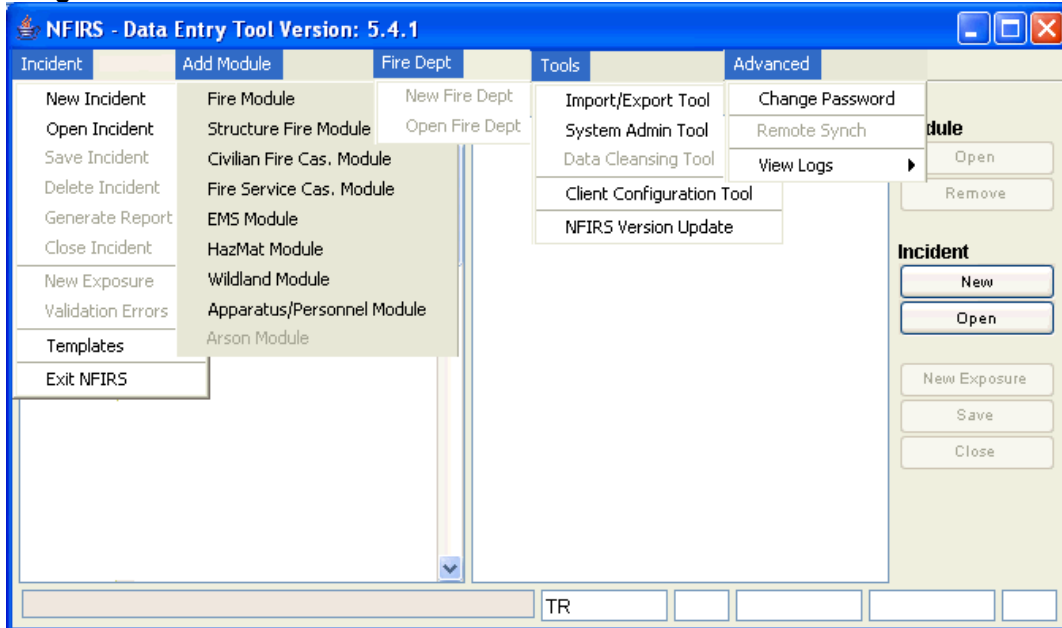 NFIRS - Data Entry Tool Version: 5.4.1
Incident
Add Module
Fire Dept
Tools
Advanced
New Incident
Open Incident
Save Incident
Delete Incident
Generate Report
Close Incident
New Exposure
Validation Errors
Templates
Exit NFIRS
Fire Module
Structure Fire Module
Civilian Fire Cas. Module
Fire Service Cas. Module
EMS Module
HazMat Module
Wildland Module
Apparatus/Personnel Module
Arson Module
New Fire Dept
Open Fire Dept
Import/Export Tool
System Admin Tool
Data Cleansing Tool
Client Configuration Tool
NFIRS Version Update
Change Password
Remote Synch
View Logs
dule
Open
Remove
Incident
New
Open
New Exposure
Save
Close
TR